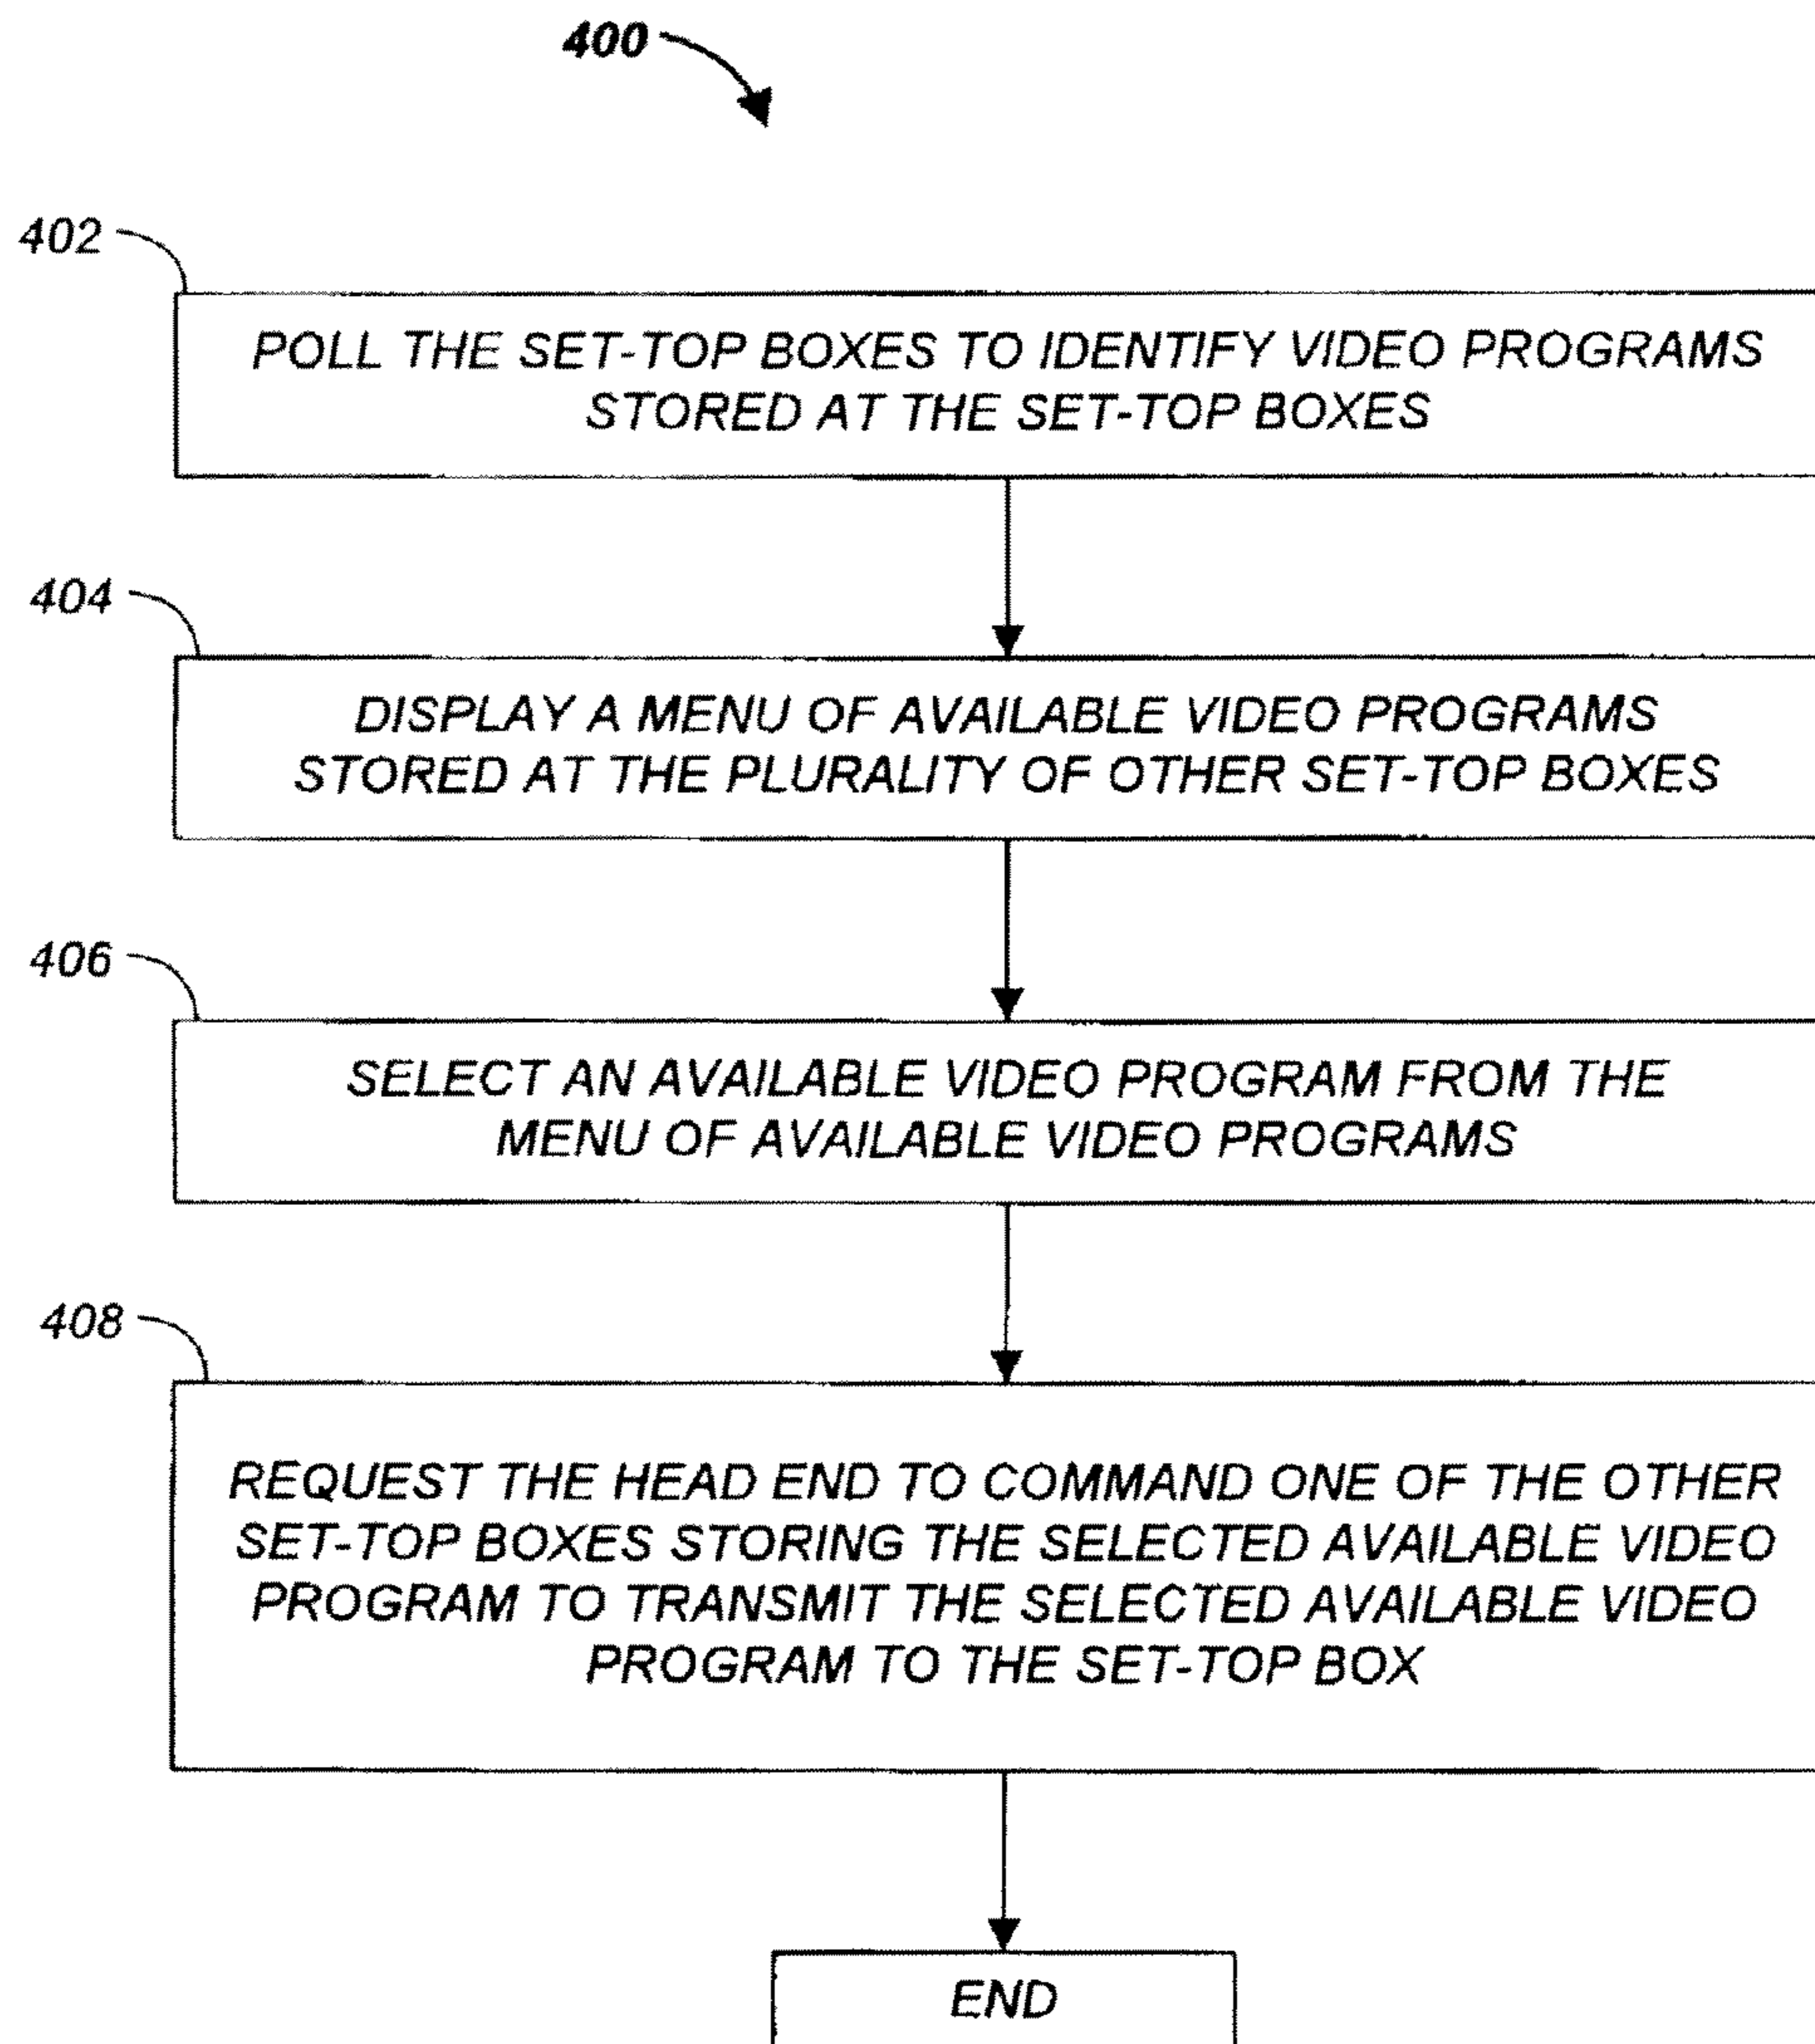 400
402
POLL THE SET-TOP BOXES TO IDENTIFY VIDEO PROGRAMS
STORED AT THE SET-TOP BOXES
404
DISPLAY A MENU OF AVAILABLE VIDEO PROGRAMS
STORED AT THE PLURALITY OF OTHER SET-TOP BOXES
406
SELECT AN AVAILABLE VIDEO PROGRAM FROM THE
MENU OF AVAILABLE VIDEO PROGRAMS
408
REQUEST THE HEAD END TO COMMAND ONE OF THE OTHER
SET-TOP BOXES STORING THE SELECTED AVAILABLE VIDEO
PROGRAM TO TRANSMIT THE SELECTED AVAILABLE VIDEO
PROGRAM TO THE SET-TOP BOX
END